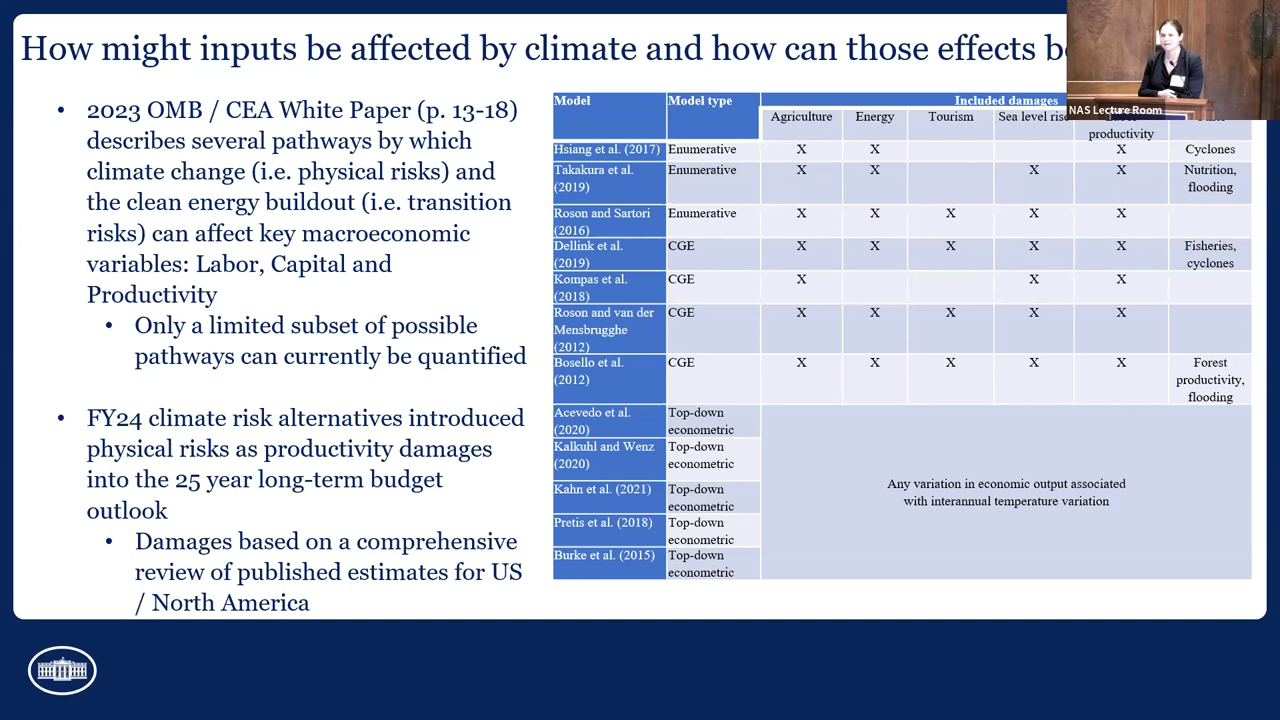 How might inputs be affected by climate and how can those effects
• 2023 OMB / CEA White Paper (p. 13-18)
describes several pathways by which
climate change (i.e. physical risks) and
the clean energy buildout (i.e. transition
risks) can affect key macroeconomic
variables: Labor, Capital and
Productivity
• Only a limited subset of possible
pathways can currently be quantified
• FY24 climate risk alternatives introduced
physical risks as productivity damages
into the 25 year long-term budget
outlook
• Damages based on a comprehensive
review of published estimates for US
/ North America
NAS Lecture Room
Model Model type Included damages
Agriculture Energy Tourism Sea level rise
productivity
Hsiang et al. (2017) Enumerative X X X Cyclones
Takakura et al. Enumerative X X X X Nutrition,
(2019) flooding
Roson and Sartori Enumerative X X X X X
(2016)
Dellink et al. CGE X X X X X Fisheries,
(2019) cyclones
Kompas et al. CGE X X X
(2018)
Roson and van der CGE X X X X X
Mensbrugghe
(2012)
Bosello et al. CGE X X X X X Forest
(2012) productivity,
flooding
Acevedo et al. Top-down
(2020) econometric
Kalkuhl and Wenz Top-down
(2020) econometric
Kahn et al. (2021) Top-down
econometric
Pretis et al. (2018) Top-down
econometric
Burke et al. (2015) Top-down
econometric
Any variation in economic output associated
with interannual temperature variation